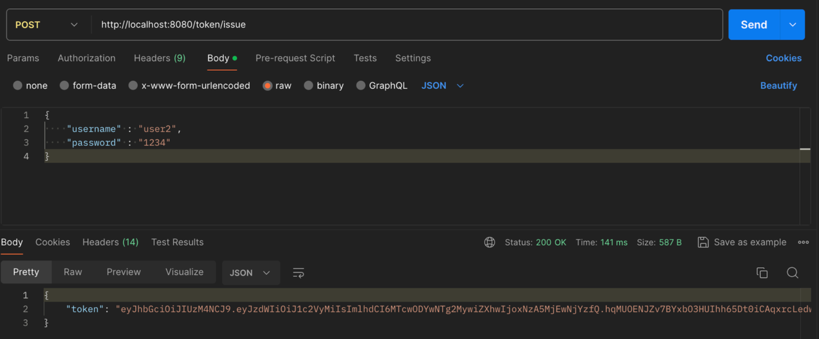 POST http://localhost:8080/token/issue Send
Params Authorization Headers (9) Body Pre-request Script Tests Settings Cookies
none form-data x-www-form-urlencoded raw binary GraphQL JSON Beautify
1 {
2 "username" : "user2",
3 "password" : "1234"
4 }
Body Cookies Headers (14) Test Results Status: 200 OK Time: 141 ms Size: 587 B Save as example
Pretty Raw Preview Visualize JSON
1 {
2 "token": "eyJhbGciOiJIUzM4NCJ9.eyJzdWIiOiJ1c2VyMiIsImlhdCI6MTcwODYwNTg2MywiZXhwIjoxNzA5MjEwNjYzfQ.hqMUOENJZv7BYxbO3HUIhh65Dt0iCAqxrcLedw
3 }